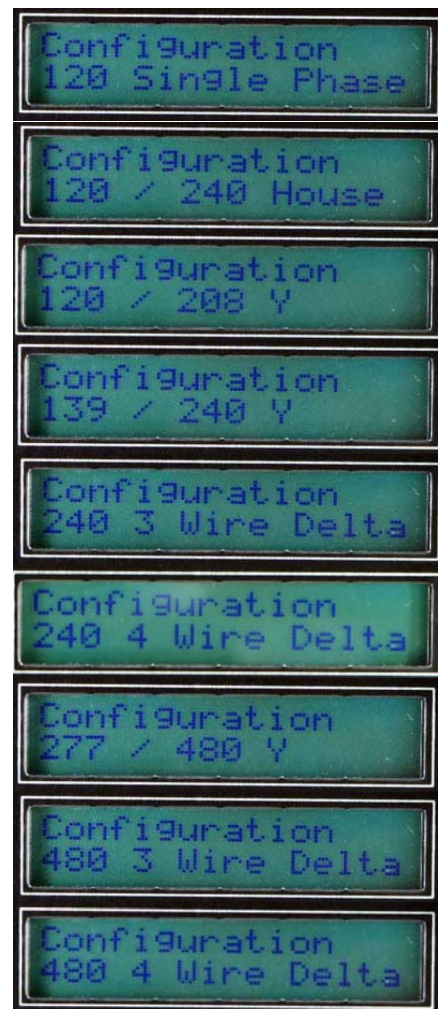 Configuration
120 Single Phase
Configuration
120 / 240 House
Configuration
120 / 208 Y
Configuration
139 / 240 Y
Configuration
240 3 Wire Delta
Configuration
240 4 Wire Delta
Configuration
277 / 480 Y
Configuration
480 3 Wire Delta
Configuration
480 4 Wire Delta